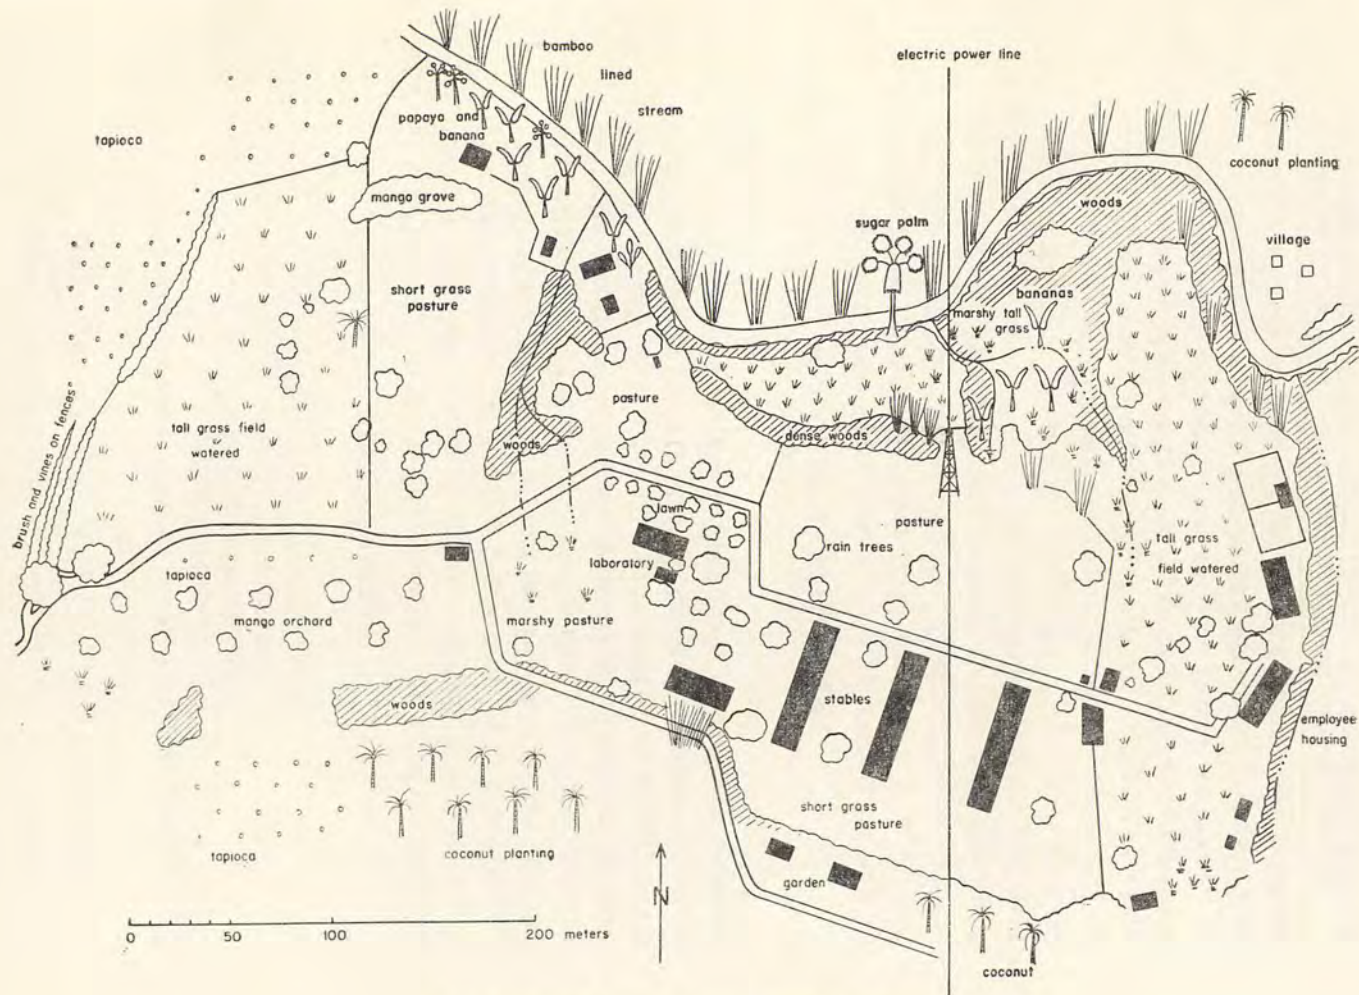 bamboo
lined
stream
electric power line
tapioca
papaya and
banana
coconut planting
mango grove
woods
sugar palm
village
short grass
pasture
bananas
marshy tall
grass
brush and vines on fences
tall grass field
watered
pasture
woods
dense woods
lawn
pasture
rain trees
tall grass
field watered
laboratory
tapioca
mango orchard
marshy pasture
woods
stables
employee
housing
short grass
pasture
tapioca
coconut planting
garden
N
0 50 100 200 meters
coconut